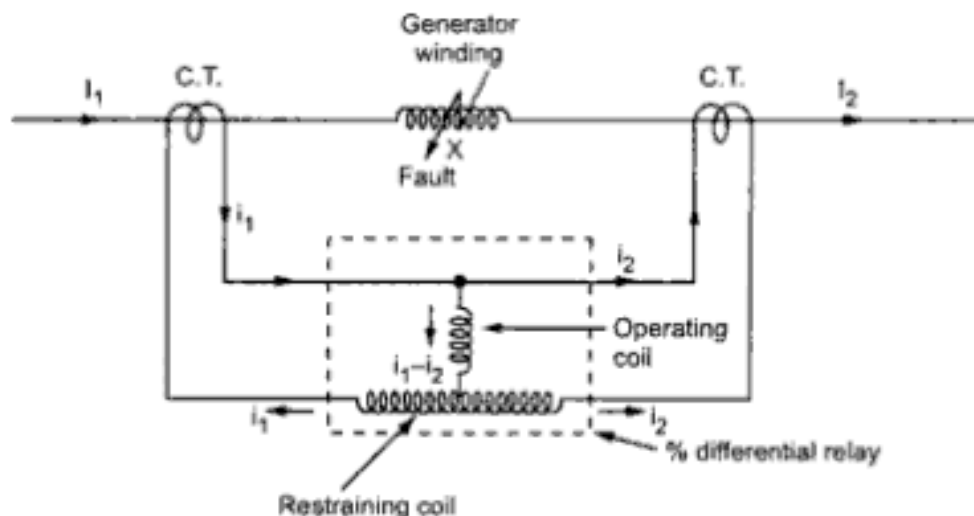 Generator
winding
C.T.
C.T.
I₁
I₂
X
Fault
i₁
i₂
Operating
coil
i₁–i₂
i₁
i₂
% differential relay
Restraining coil